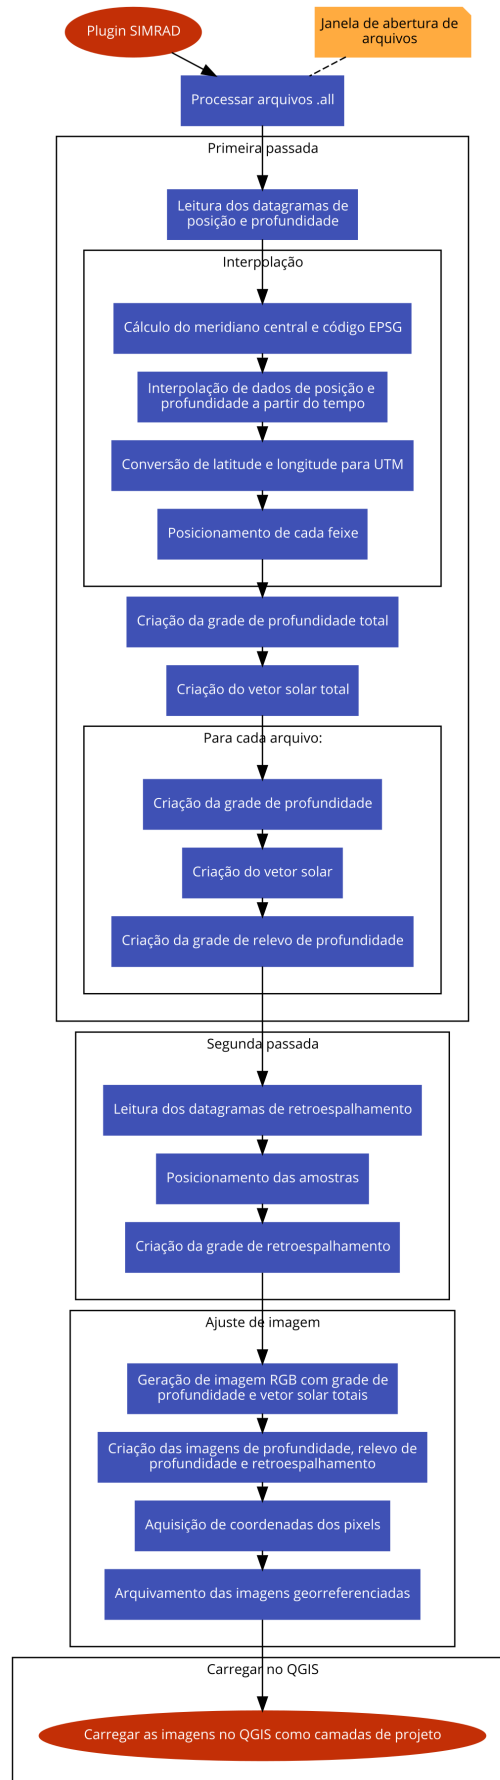 Plugin SIMRAD
Janela de abertura de
arquivos
Processar arquivos .all
Primeira passada
Leitura dos datagramas de
posição e profundidade
Interpolação
Cálculo do meridiano central e código EPSG
Interpolação de dados de posição e
profundidade a partir do tempo
Conversão de latitude e longitude para UTM
Posicionamento de cada feixe
Criação da grade de profundidade total
Criação do vetor solar total
Para cada arquivo:
Criação da grade de profundidade
Criação do vetor solar
Criação da grade de relevo de profundidade
Segunda passada
Leitura dos datagramas de retroespalhamento
Posicionamento das amostras
Criação da grade de retroespalhamento
Ajuste de imagem
Geração de imagem RGB com grade de
profundidade e vetor solar totais
Criação das imagens de profundidade, relevo de
profundidade e retroespalhamento
Aquisição de coordenadas dos pixels
Arquivamento das imagens georreferenciadas
Carregar no QGIS
Carregar as imagens no QGIS como camadas de projeto